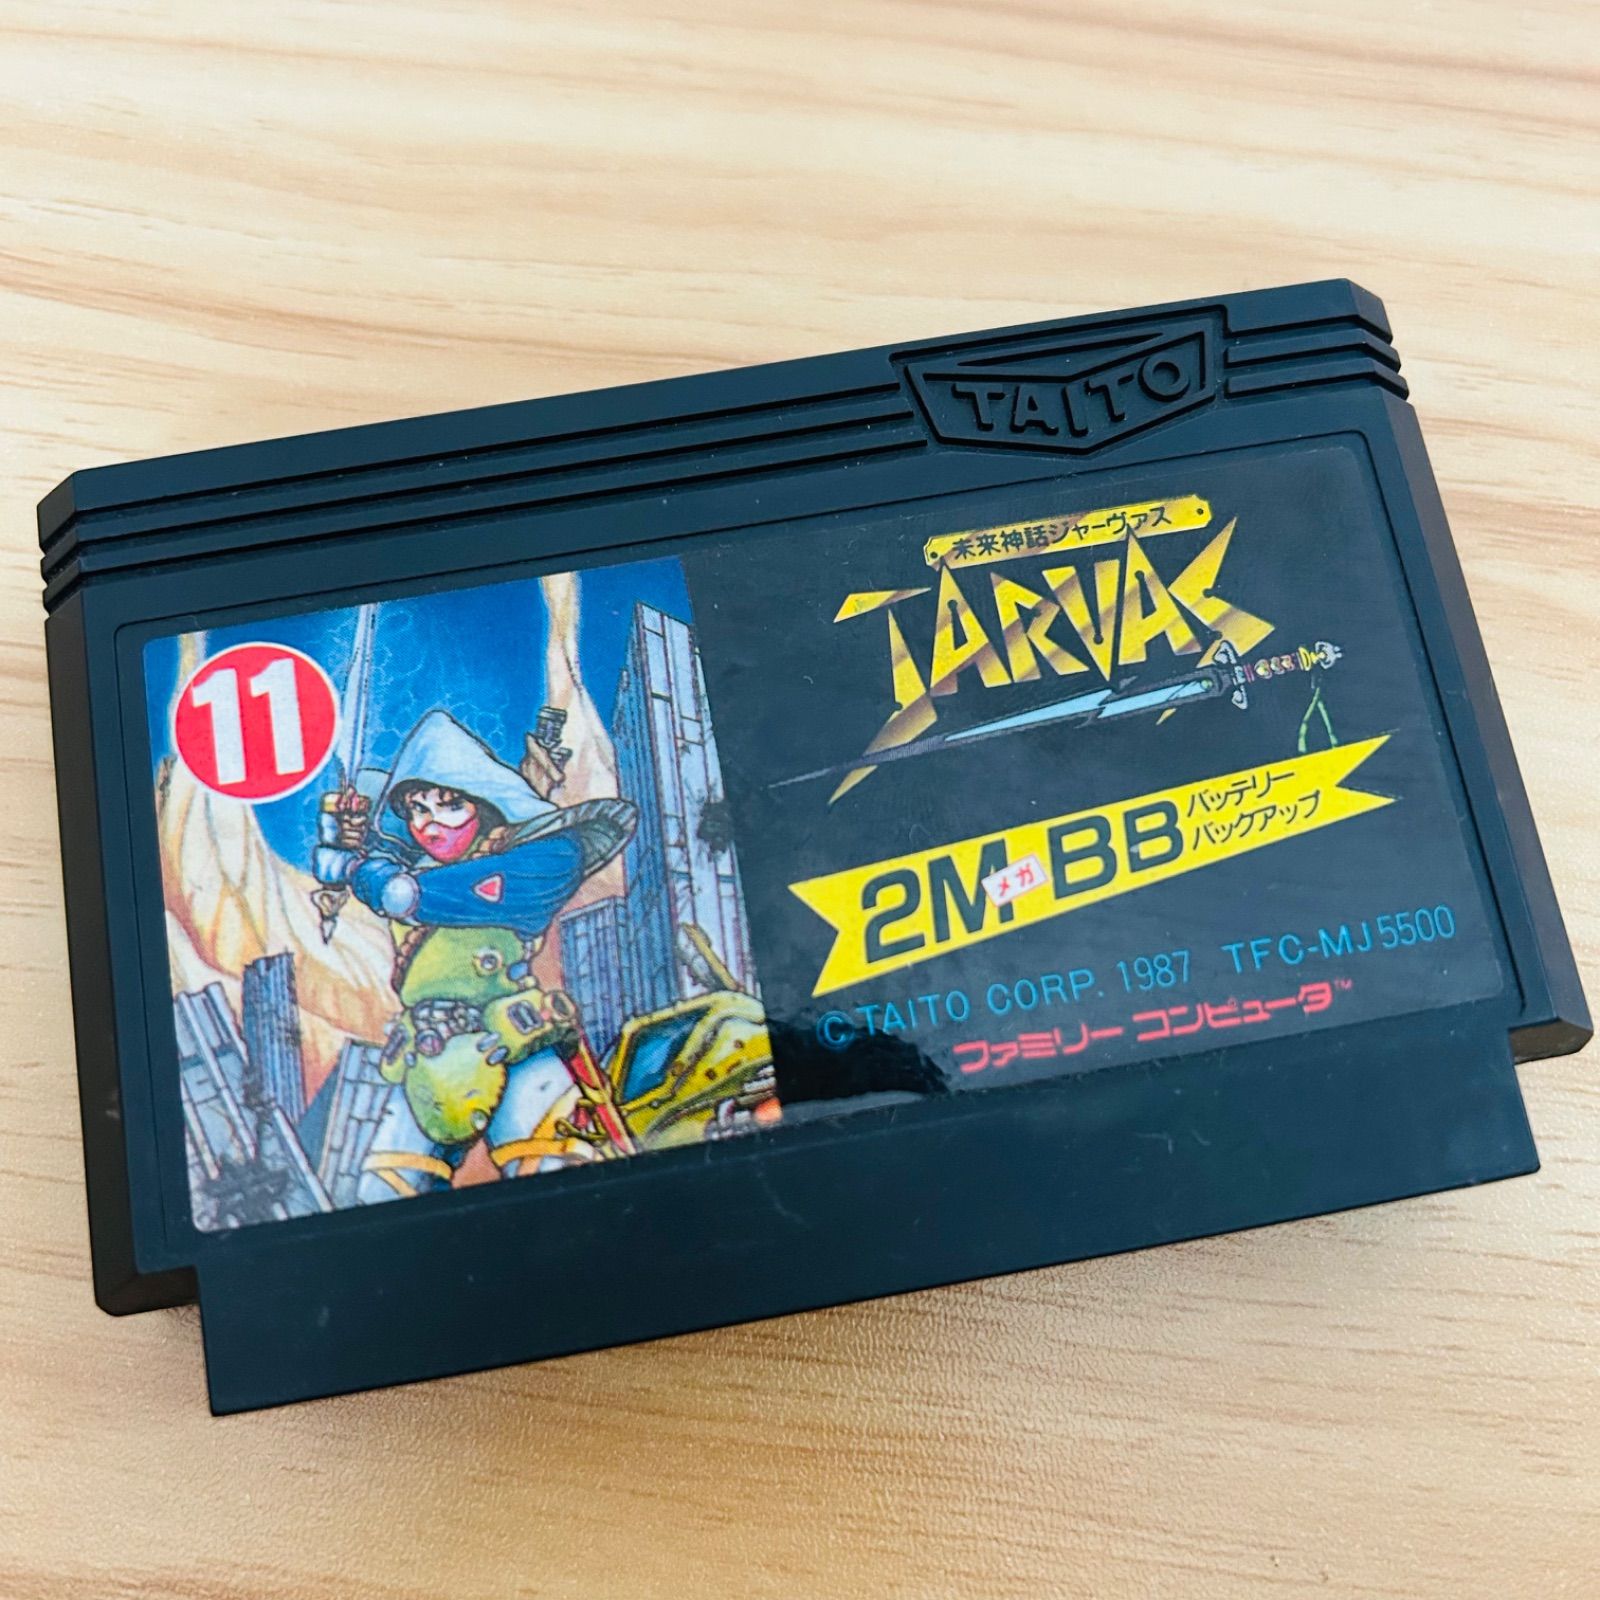 TAITO
11
未来神話ジャーヴァス
JARVAS
2M BB バッテリー
メガ
バックアップ
©TAITO CORP. 1987 TFC-MJ5500
ファミリー コンピュータ™